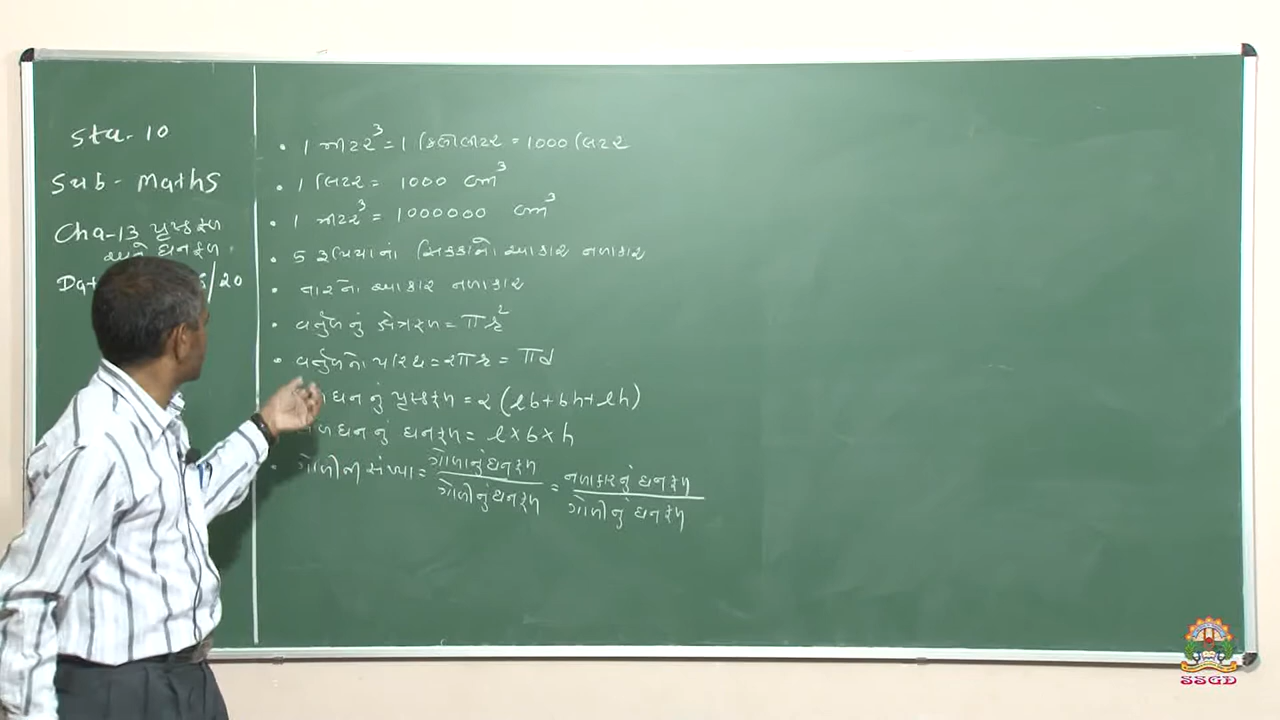 Std-10
Sub- Maths
Cha-13 પૃષ્ઠફળ
અને ઘનફળ
/20
• 1 મીટર³ = 1 કિલોલીટર = 1000 લિટર
• 1 લિટર = 1000 cm³
• 1 મીટર³ = 1000000 cm³
• 5 રૂપિયાનાં સિક્કાનો આકાર નળાકાર
• તારનો આકાર નળાકાર
• વર્તુળનું ક્ષેત્રફળ = πr²
• વર્તુળનો પરિઘ = 2πr = πd
ઘનનું પૃષ્ઠફળ = 2 (lb+bh+lh)
ઘનનું ઘનફળ = l×b×h
• ગોળીની સંખ્યા = ગોળાનું ઘનફળ / ગોળીનું ઘનફળ = નળાકારનું ઘનફળ / ગોળીનું ઘનફળ
SSGD